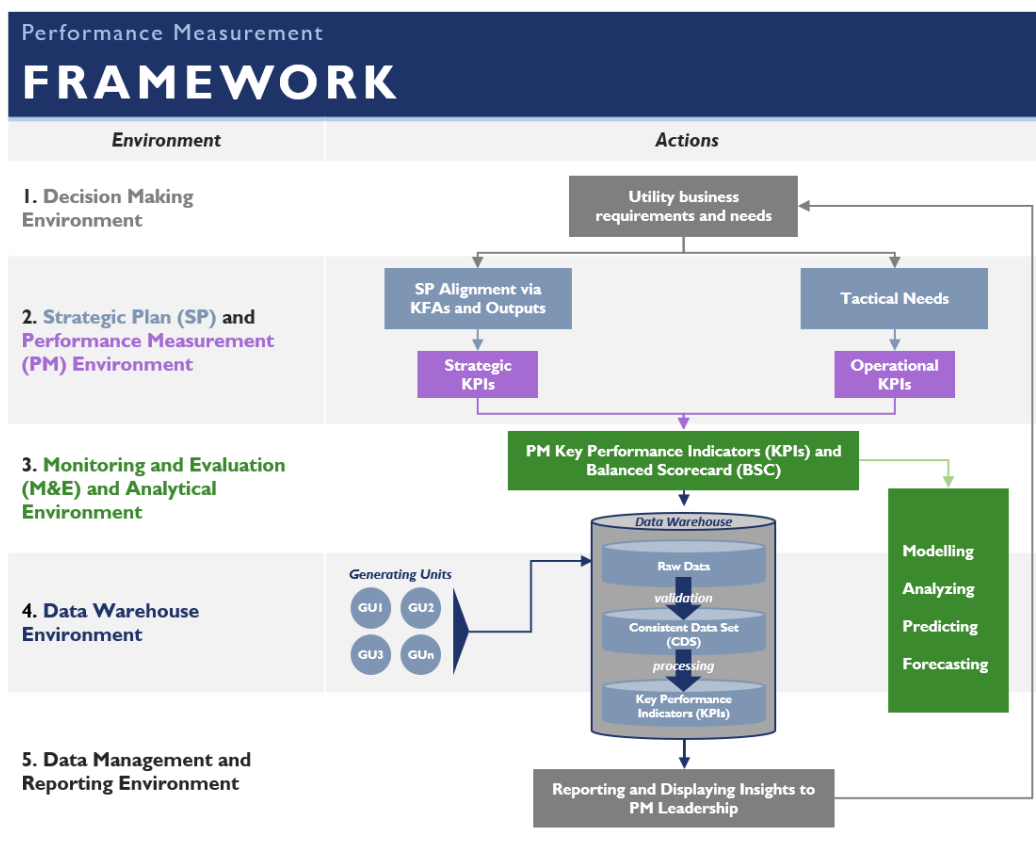 Performance Measurement
FRAMEWORK
Environment
Actions
1. Decision Making
Environment
Utility business
requirements and needs
2. Strategic Plan (SP) and
Performance Measurement
(PM) Environment
SP Alignment via
KFAs and Outputs
Tactical Needs
Strategic
KPIs
Operational
KPIs
3. Monitoring and Evaluation
(M&E) and Analytical
Environment
PM Key Performance Indicators (KPIs) and
Balanced Scorecard (BSC)
Modelling
Analyzing
Predicting
Forecasting
4. Data Warehouse
Environment
Generating Units
GU1
GU2
GU3
GUn
Data Warehouse
Raw Data
validation
Consistent Data Set
(CDS)
processing
Key Performance
Indicators (KPIs)
5. Data Management and
Reporting Environment
Reporting and Displaying Insights to
PM Leadership